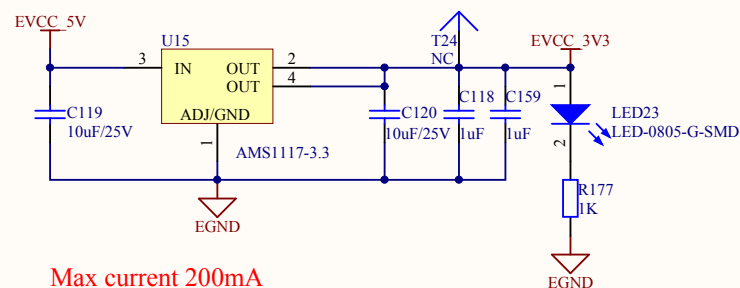 EVCC_5V
U15
T24
NC
EVCC_3V3
3
IN
OUT
2
OUT
4
1
C119
10uF/25V
ADJ/GND
1
AMS1117-3.3
C120
10uF/25V
C118
1uF
C159
1uF
LED23
LED-0805-G-SMD
2
R177
1K
EGND
EGND
Max current 200mA